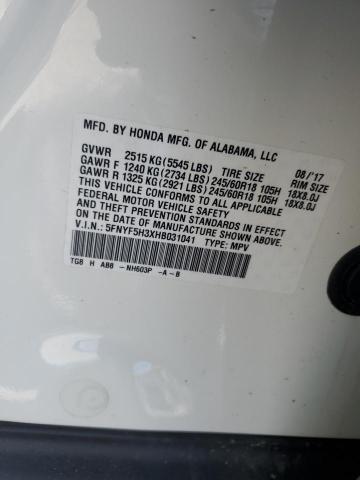 MFD. BY HONDA MFG. OF ALABAMA, LLC 08/'17
GVWR 2515 KG (5545 LBS) TIRE SIZE RIM SIZE
GAWR F 1240 KG (2734 LBS) 245/60R18 105H 18X8.0J
GAWR R 1325 KG (2921 LBS) 245/60R18 105H 18X8.0J
THIS VEHICLE CONFORMS TO ALL APPLICABLE
FEDERAL MOTOR VEHICLE SAFETY AND
THEFT PREVENTION STANDARDS IN EFFECT
ON THE DATE OF MANUFACTURE SHOWN ABOVE.
V.I.N.: 5FNYF5H3XHB031041 TYPE: MPV
TG8 H AB8 -NH603P -A-B